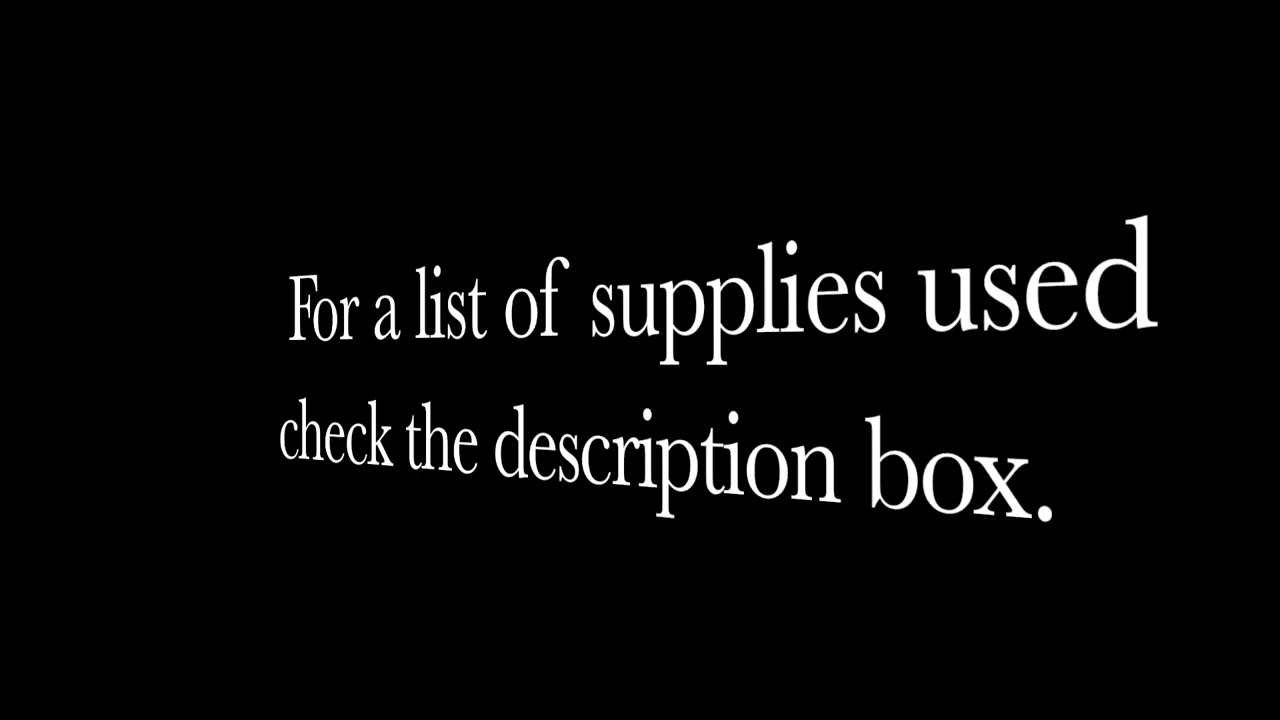 For a list of supplies used
check the description box.